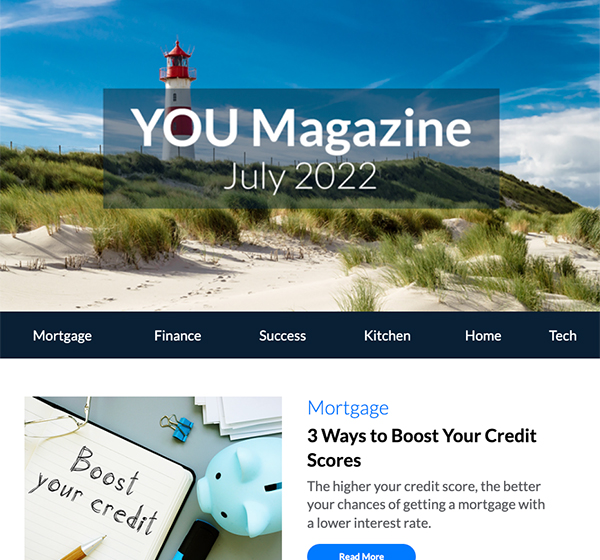 YOU Magazine
July 2022
Mortgage Finance Success Kitchen Home Tech
Boost
your credit
Mortgage
3 Ways to Boost Your Credit
Scores
The higher your credit score, the better
your chances of getting a mortgage with
a lower interest rate.
Read More